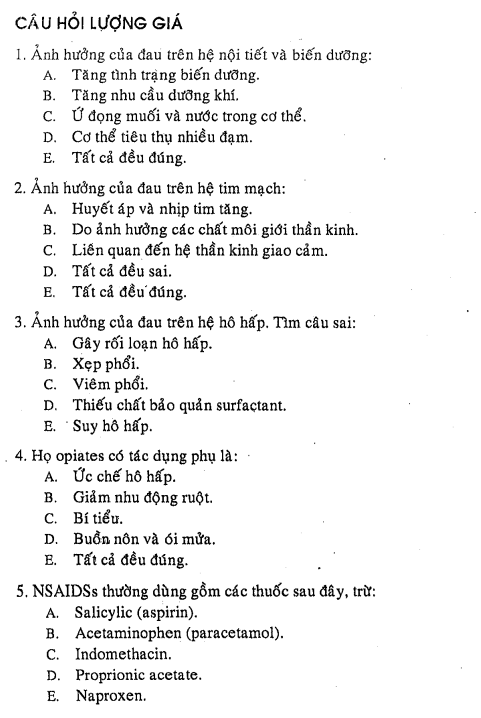 CÂU HỎI LƯỢNG GIÁ
1. Ảnh hưởng của đau trên hệ nội tiết và biến dưỡng:
A. Tăng tình trạng biến dưỡng.
B. Tăng nhu cầu dưỡng khí.
C. Ứ đọng muối và nước trong cơ thể.
D. Cơ thể tiêu thụ nhiều đạm.
E. Tất cả đều đúng.
2. Ảnh hưởng của đau trên hệ tim mạch:
A. Huyết áp và nhịp tim tăng.
B. Do ảnh hưởng các chất môi giới thần kinh.
C. Liên quan đến hệ thần kinh giao cảm.
D. Tất cả đều sai.
E. Tất cả đều đúng.
3. Ảnh hưởng của đau trên hệ hô hấp. Tìm câu sai:
A. Gây rối loạn hô hấp.
B. Xẹp phổi.
C. Viêm phổi.
D. Thiếu chất bảo quản surfactant.
E. Suy hô hấp.
4. Họ opiates có tác dụng phụ là:
A. Ức chế hô hấp.
B. Giảm nhu động ruột.
C. Bí tiểu.
D. Buồn nôn và ói mửa.
E. Tất cả đều đúng.
5. NSAIDSs thường dùng gồm các thuốc sau đây, trừ:
A. Salicylic (aspirin).
B. Acetaminophen (paracetamol).
C. Indomethacin.
D. Proprionic acetate.
E. Naproxen.